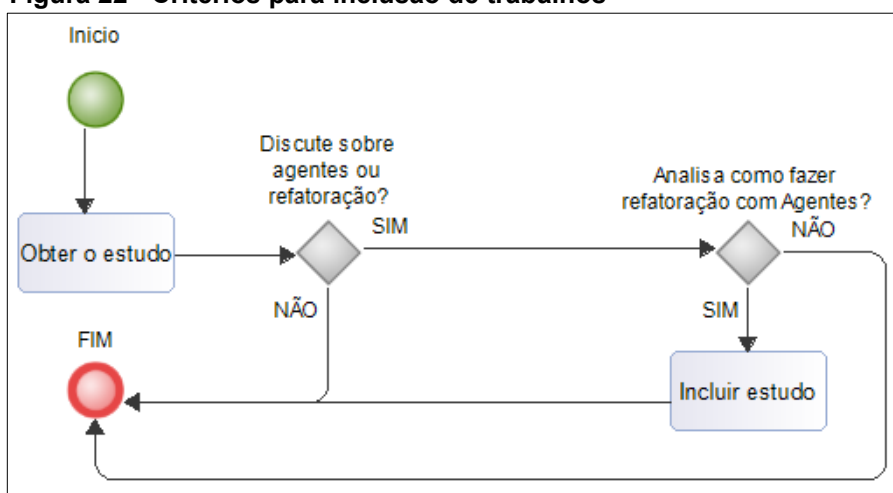 Figura 22 - Critérios para inclusão de trabalhos
Inicio
Discute sobre
agentes ou
refatoração?
Analisa como fazer
refatoração com Agentes?
SIM
NÃO
Obter o estudo
NÃO
SIM
FIM
Incluir estudo